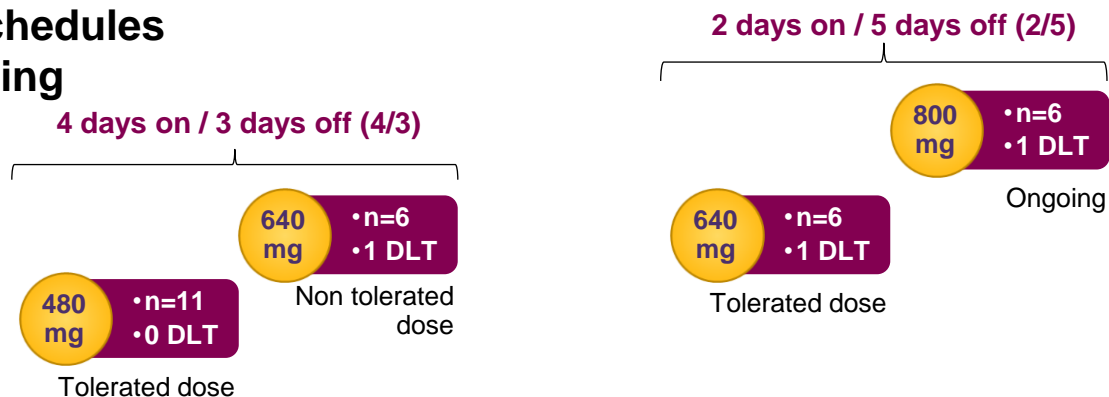 2 days on / 5 days off (2/5)
4 days on / 3 days off (4/3)
480
mg
•n=11
•0 DLT
Tolerated dose
640
mg
•n=6
•1 DLT
Non tolerated
dose
640
mg
•n=6
•1 DLT
Tolerated dose
800
mg
•n=6
•1 DLT
Ongoing